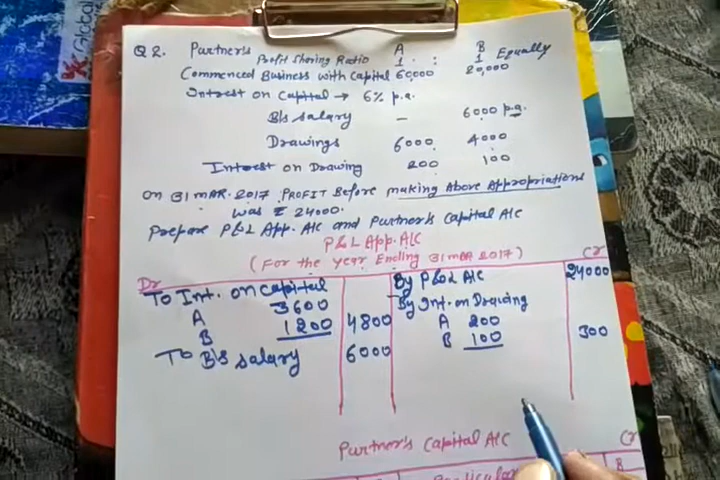 Global
Q2. Partners A B
Profit Sharing Ratio 1 : 1 Equally
Commenced Business with Capital 60,000 20,000
Interest on Capital → 6% p.a.
B's salary — 6000 p.a.
Drawings 6000 4000
Interest on Drawing 200 100
On 31 MAR. 2017 PROFIT Before making Above Appropriations
was ₹ 24000.
Prepare P&L App. A/C and Partner's Capital A/C
P&L App. A/C
(For the year Ending 31 MAR 2017)
Dr Cr
To Int. on Capital By P&L A/C 24000
A 3600 By Int. on Drawing
B 1200 4800 A 200
To B's salary 6000 B 100 300
Partner's Capital A/C
Cr
Particular B